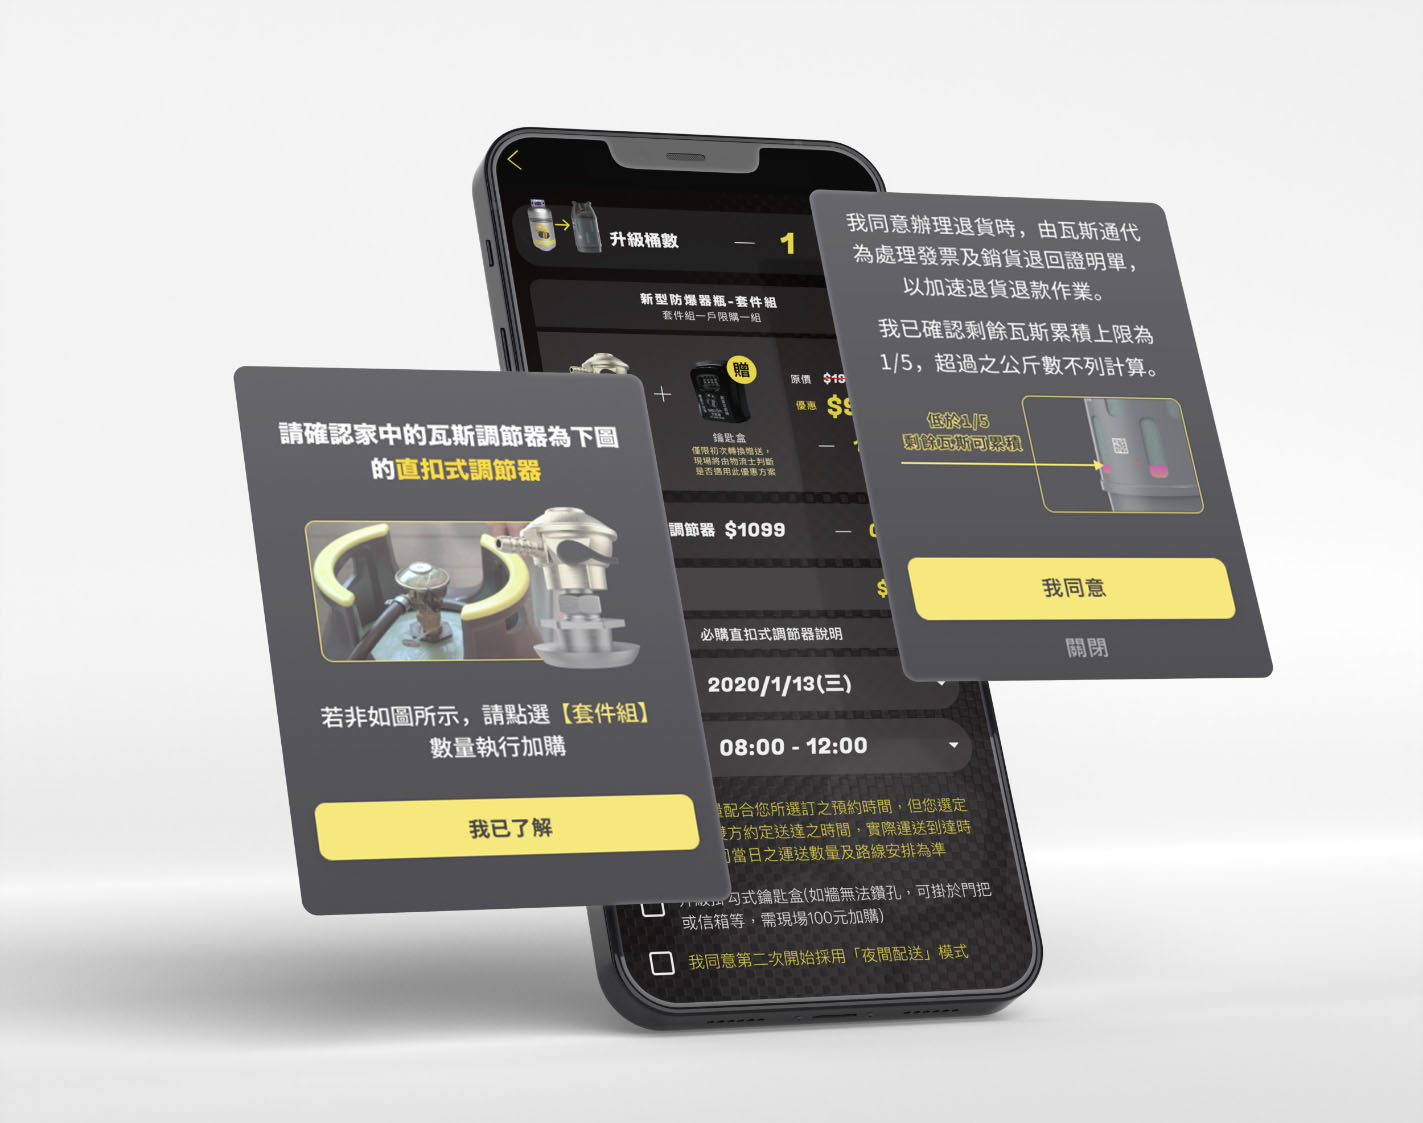 升級桶數 — 1
新型防爆器瓶-套件組
套件組一戶限購一組
贈
原價
優惠
鑰匙盒
僅限初次轉換贈送，
現場將由物流士判斷
是否適用此優惠方案
調節器 $1099
必購直扣式調節器說明
2020/1/13(三)
08:00 - 12:00
配合您所選訂之預約時間，但您選定
方約定送達之時間，實際運送到達時
當日之運送數量及路線安排為準
升級掛勾式鑰匙盒(如牆無法鑽孔，可掛於門把
或信箱等，需現場100元加購)
我同意第二次開始採用「夜間配送」模式
請確認家中的瓦斯調節器為下圖
的直扣式調節器
若非如圖所示，請點選【套件組】
數量執行加購
我已了解
我同意辦理退貨時，由瓦斯通代
為處理發票及銷貨退回證明單，
以加速退貨退款作業。
我已確認剩餘瓦斯累積上限為
1/5，超過之公斤數不列計算。
低於1/5
剩餘瓦斯可累積
我同意
關閉